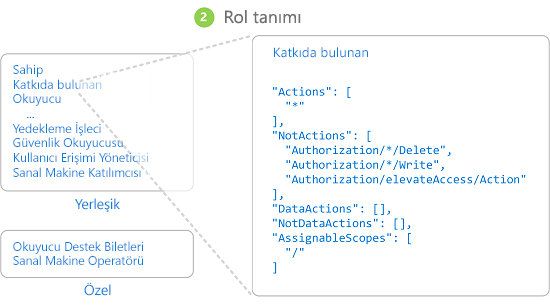 2 Rol tanımı
Sahip
Katkıda bulunan
Okuyucu
...
Yedekleme İşleci
Güvenlik Okuyucusu
Kullanıcı Erişimi Yöneticisi
Sanal Makine Katılımcısı
Yerleşik
Okuyucu Destek Biletleri
Sanal Makine Operatörü
Özel
Katkıda bulunan
"Actions": [
"*"
],
"NotActions": [
"Authorization/*/Delete",
"Authorization/*/Write",
"Authorization/elevateAccess/Action"
],
"DataActions": [],
"NotDataActions": [],
"AssignableScopes": [
"/"
]